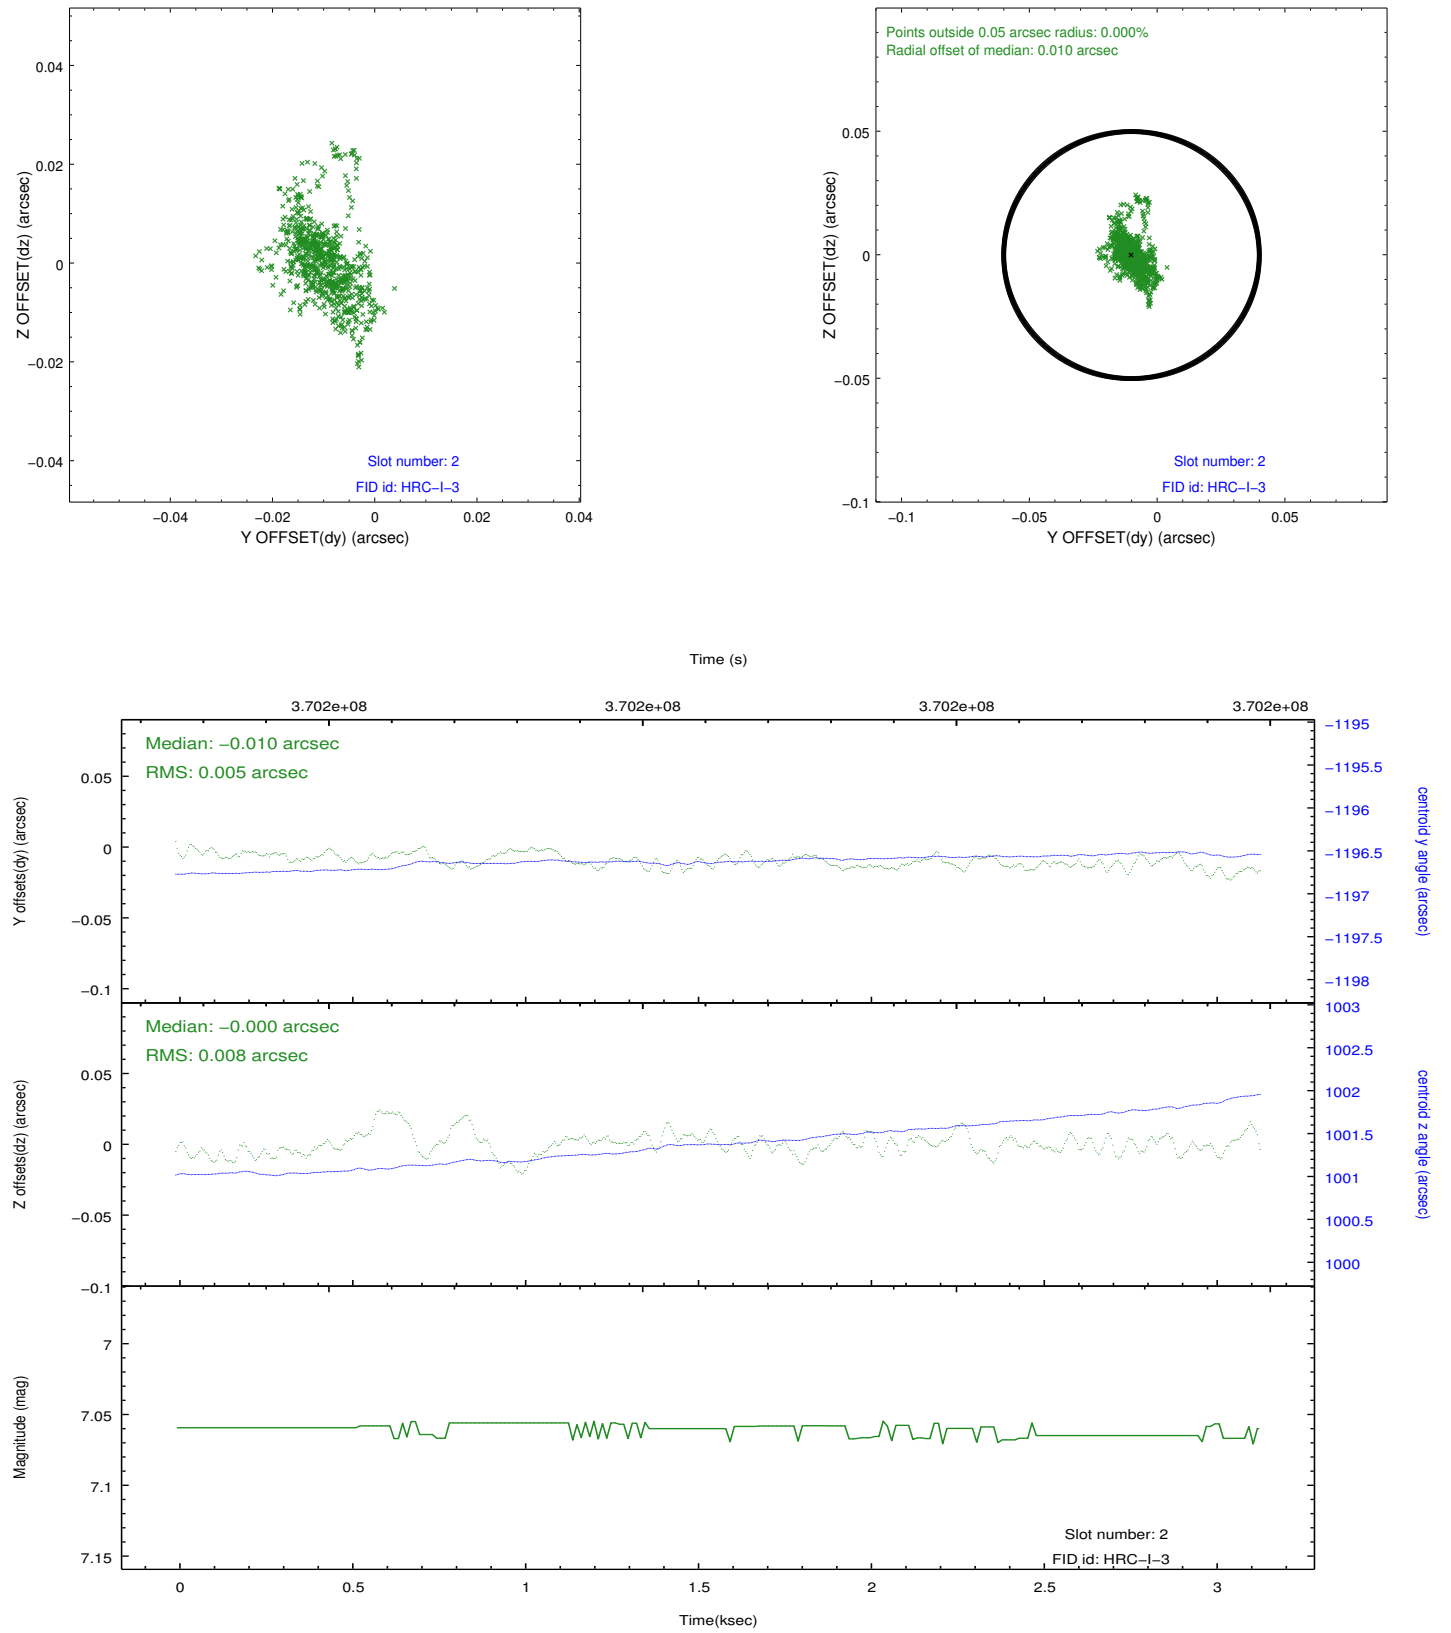 0.04
0.02
0
−0.02
−0.04
Z OFFSET(dz) (arcsec)
Slot number: 2
FID id: HRC−I−3
−0.04
−0.02
0
0.02
0.04
Y OFFSET(dy) (arcsec)
Points outside 0.05 arcsec radius: 0.000%
Radial offset of median: 0.010 arcsec
0.05
0
−0.05
−0.1
Z OFFSET(dz) (arcsec)
Slot number: 2
FID id: HRC−I−3
−0.1
−0.05
0
0.05
Y OFFSET(dy) (arcsec)
Time (s)
3.702e+08
3.702e+08
3.702e+08
3.702e+08
Median: −0.010 arcsec
RMS: 0.005 arcsec
0.05
0
−0.05
−0.1
Y offsets(dy) (arcsec)
−1195
−1195.5
−1196
−1196.5
−1197
−1197.5
−1198
centroid y angle (arcsec)
Median: −0.000 arcsec
RMS: 0.008 arcsec
0.05
0
−0.05
−0.1
Z offsets(dz) (arcsec)
1003
1002.5
1002
1001.5
1001
1000.5
1000
centroid z angle (arcsec)
7
7.05
7.1
7.15
Magnitude (mag)
Slot number: 2
FID id: HRC−I−3
0
0.5
1
1.5
2
2.5
3
Time(ksec)